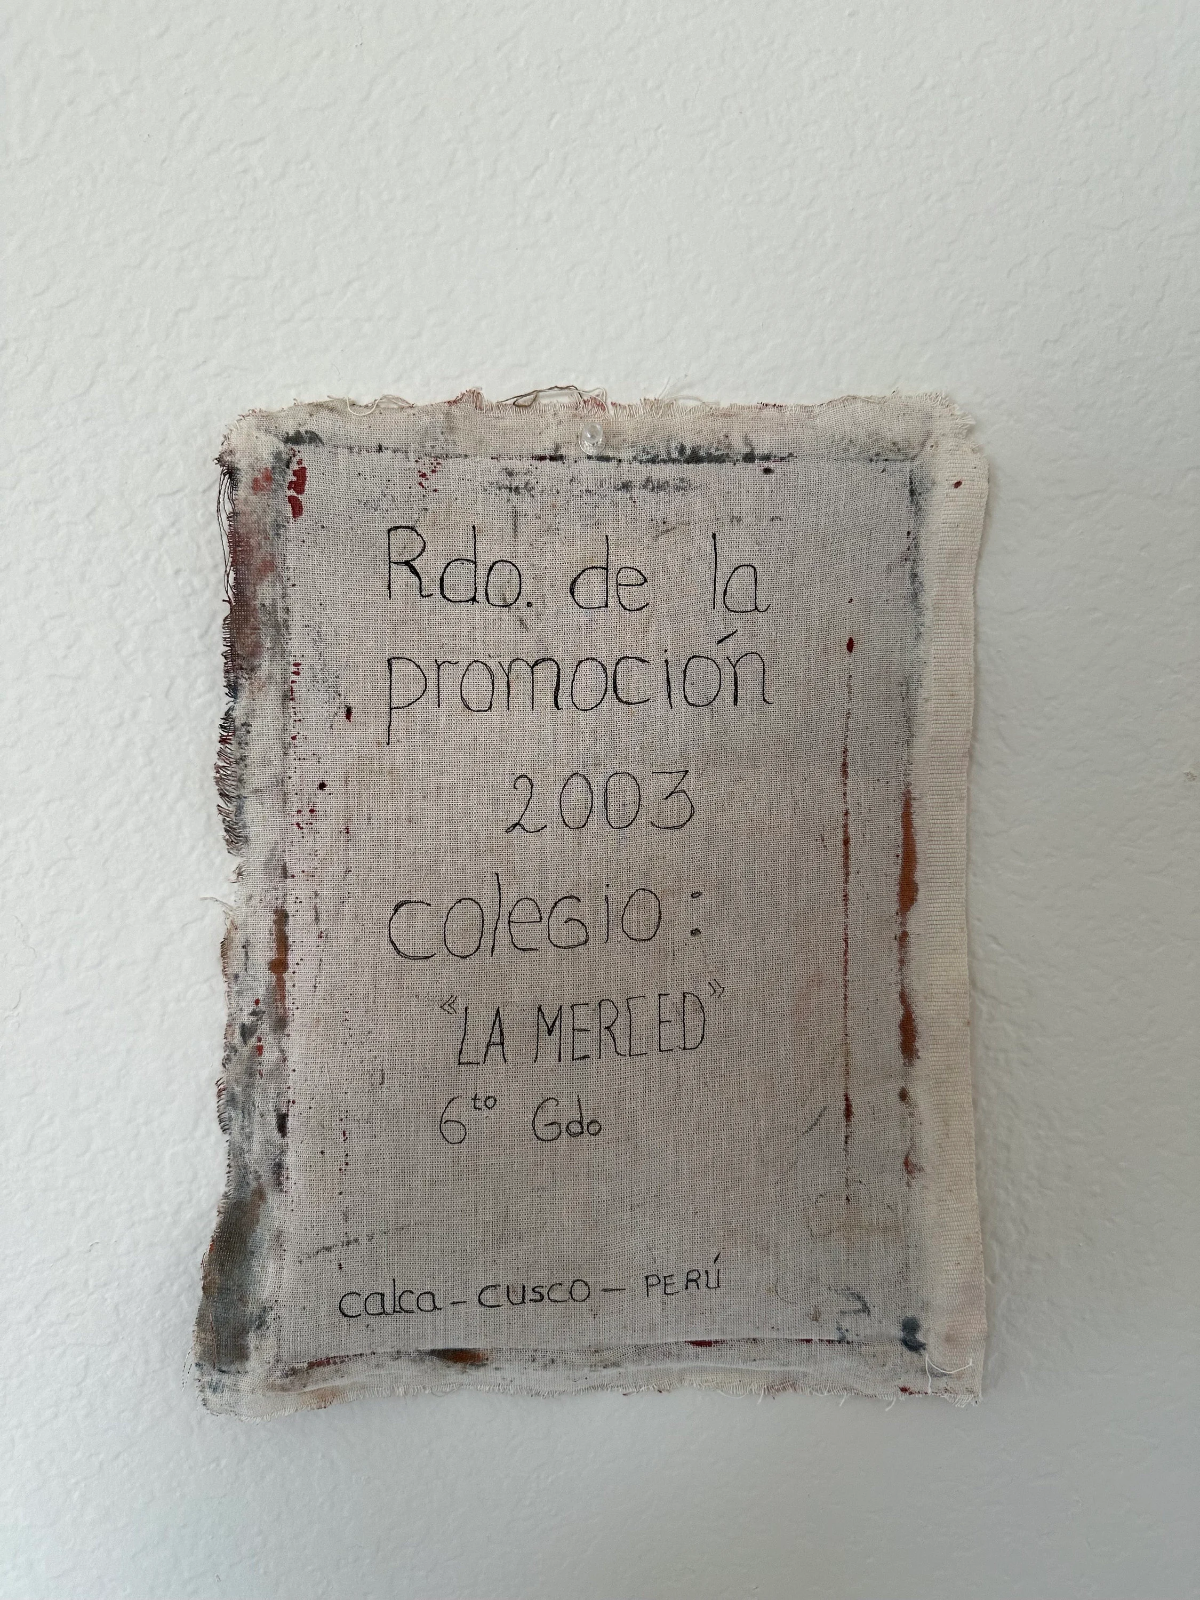 Rdo. de la
promoción
2003
colegio:
"LA MERCED"
6to Gdo
calca - cusco - PERÚ